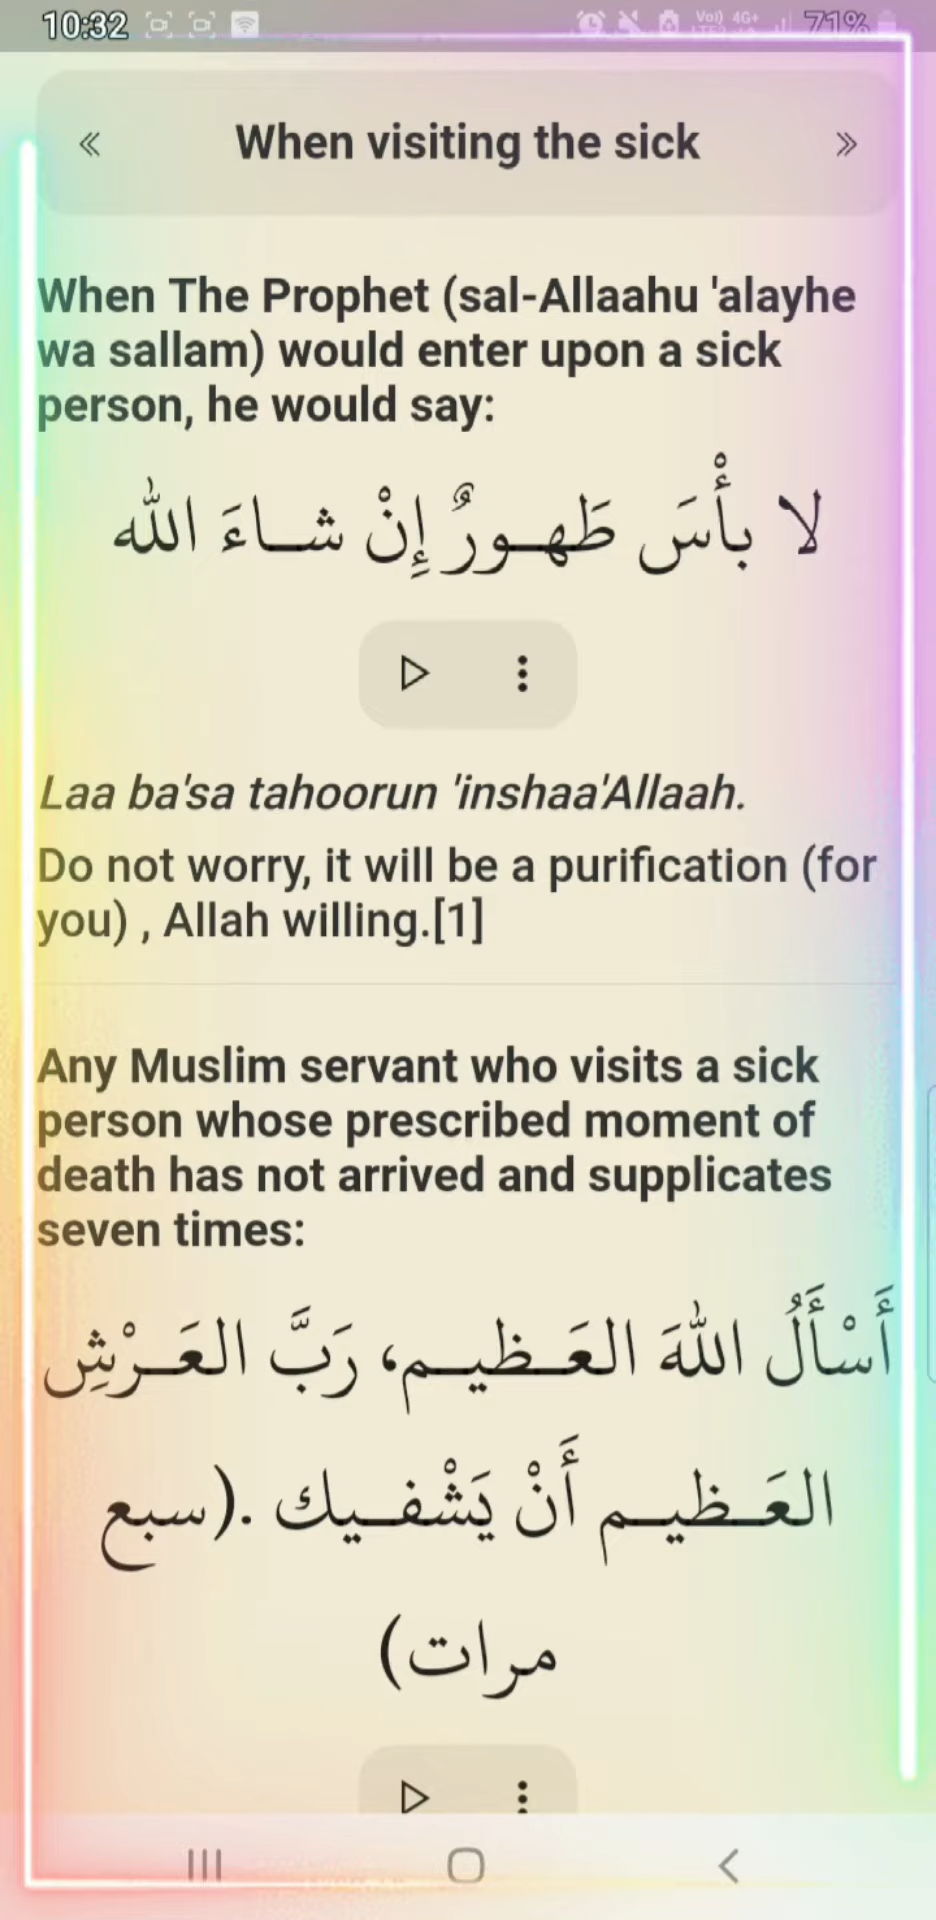 10:32
71%
When visiting the sick
When The Prophet (sal-Allaahu 'alayhe
wa sallam) would enter upon a sick
person, he would say:
لا بأْسَ طَهـورٌ إِنْ شـاءَ الله
Laa ba'sa tahoorun 'inshaa'Allaah.
Do not worry, it will be a purification (for
you) , Allah willing.[1]
Any Muslim servant who visits a sick
person whose prescribed moment of
death has not arrived and supplicates
seven times:
أَسْأَلُ اللهَ العَـظيـم، رَبَّ العَـرْشِ
العَـظيـم أَنْ يَشْفـيك .(سبع
مرات)